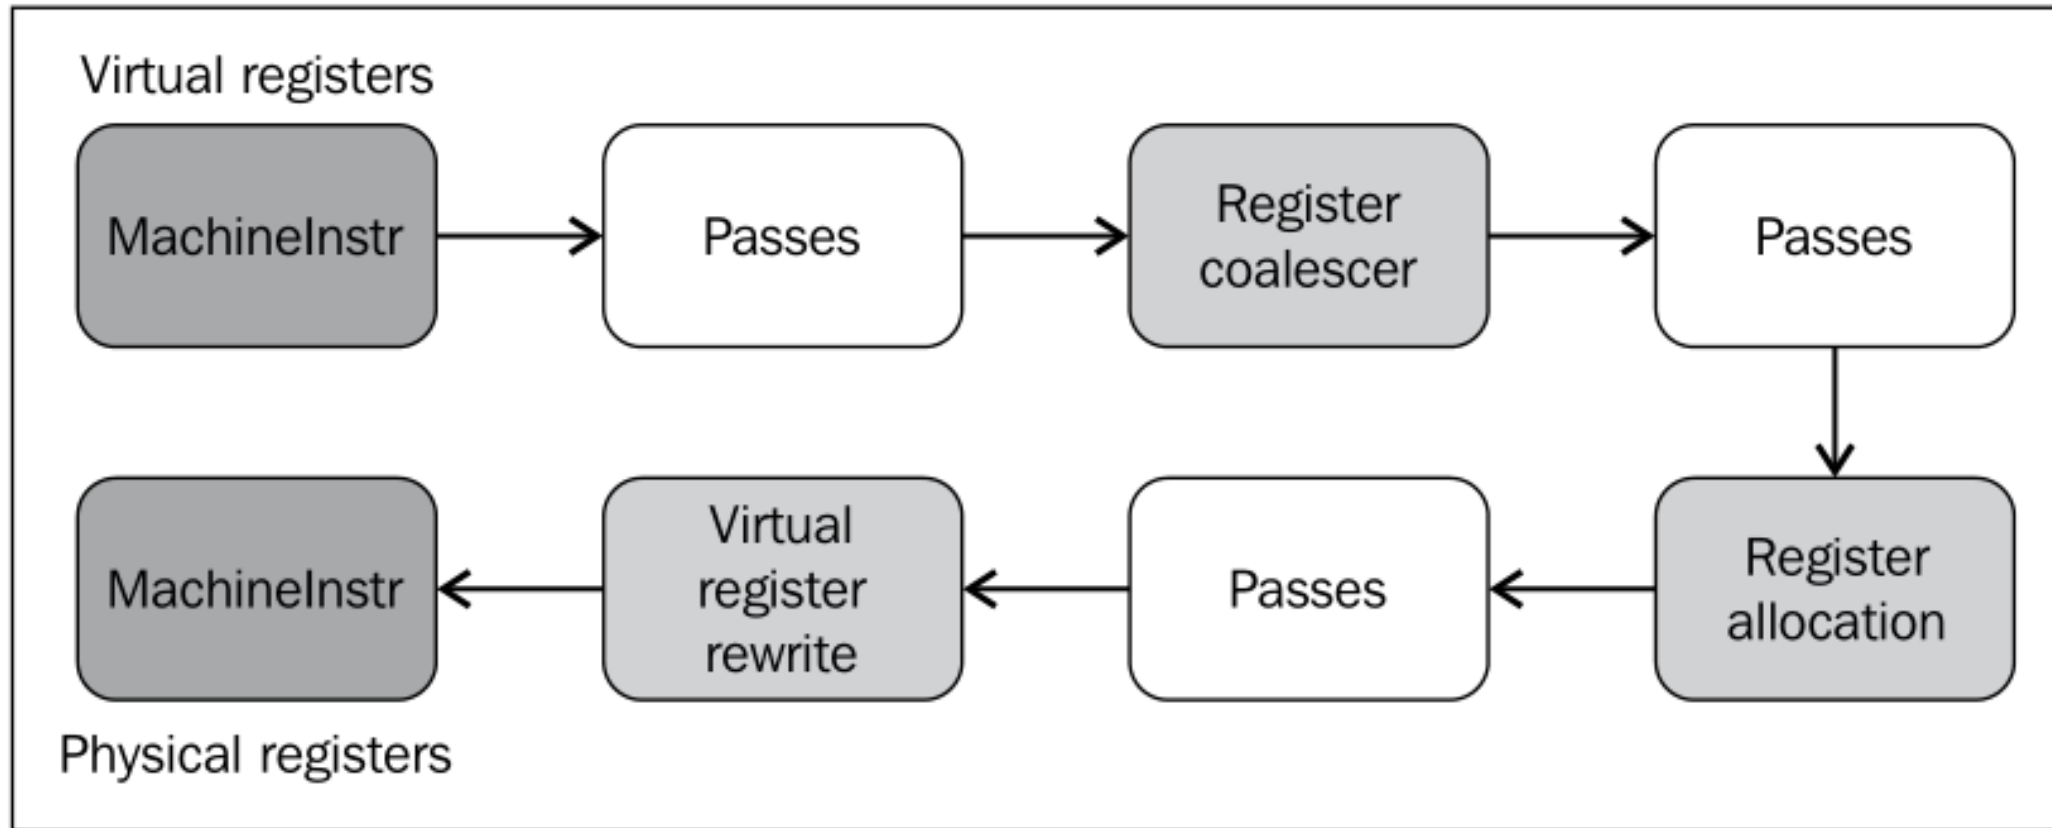 Virtual registers
MachineInstr
Passes
Register
coalescer
Passes
MachineInstr
Virtual
register
rewrite
Passes
Register
allocation
Physical registers